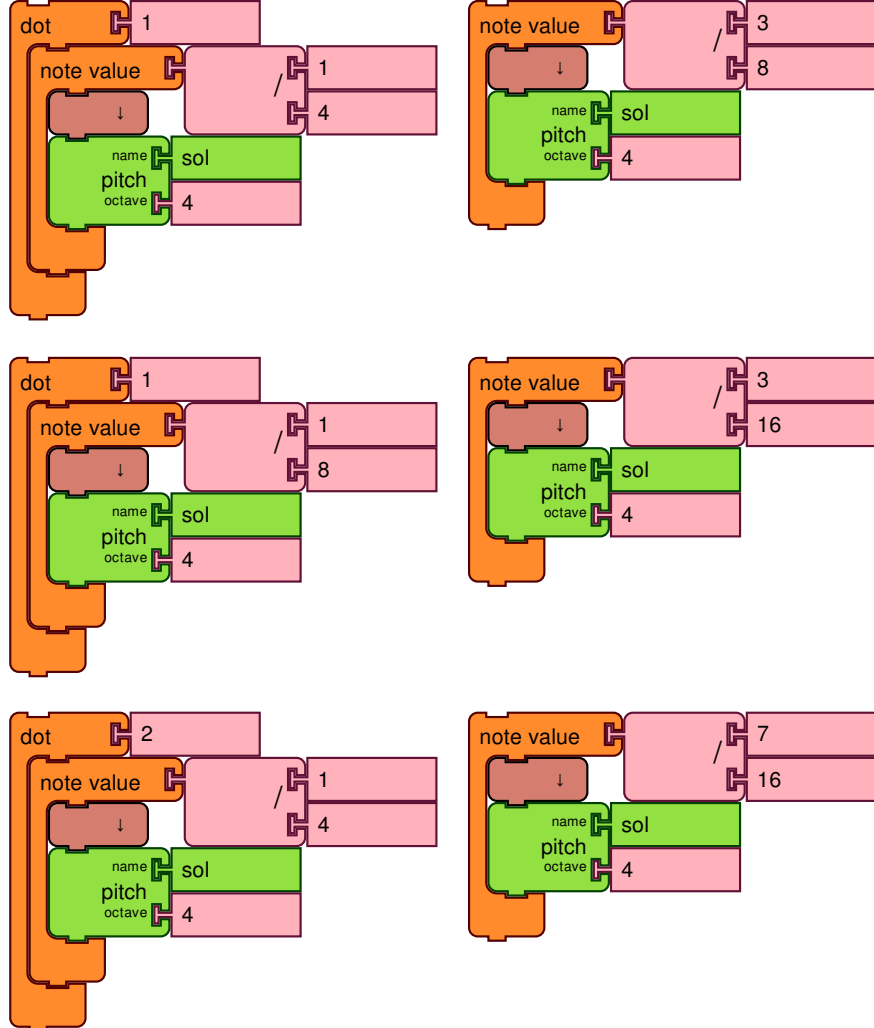 dot 1
note value / 1
4
↓
name sol
pitch
octave 4
note value / 3
8
↓
name sol
pitch
octave 4
dot 1
note value / 1
8
↓
name sol
pitch
octave 4
note value / 3
16
↓
name sol
pitch
octave 4
dot 2
note value / 1
4
↓
name sol
pitch
octave 4
note value / 7
16
↓
name sol
pitch
octave 4